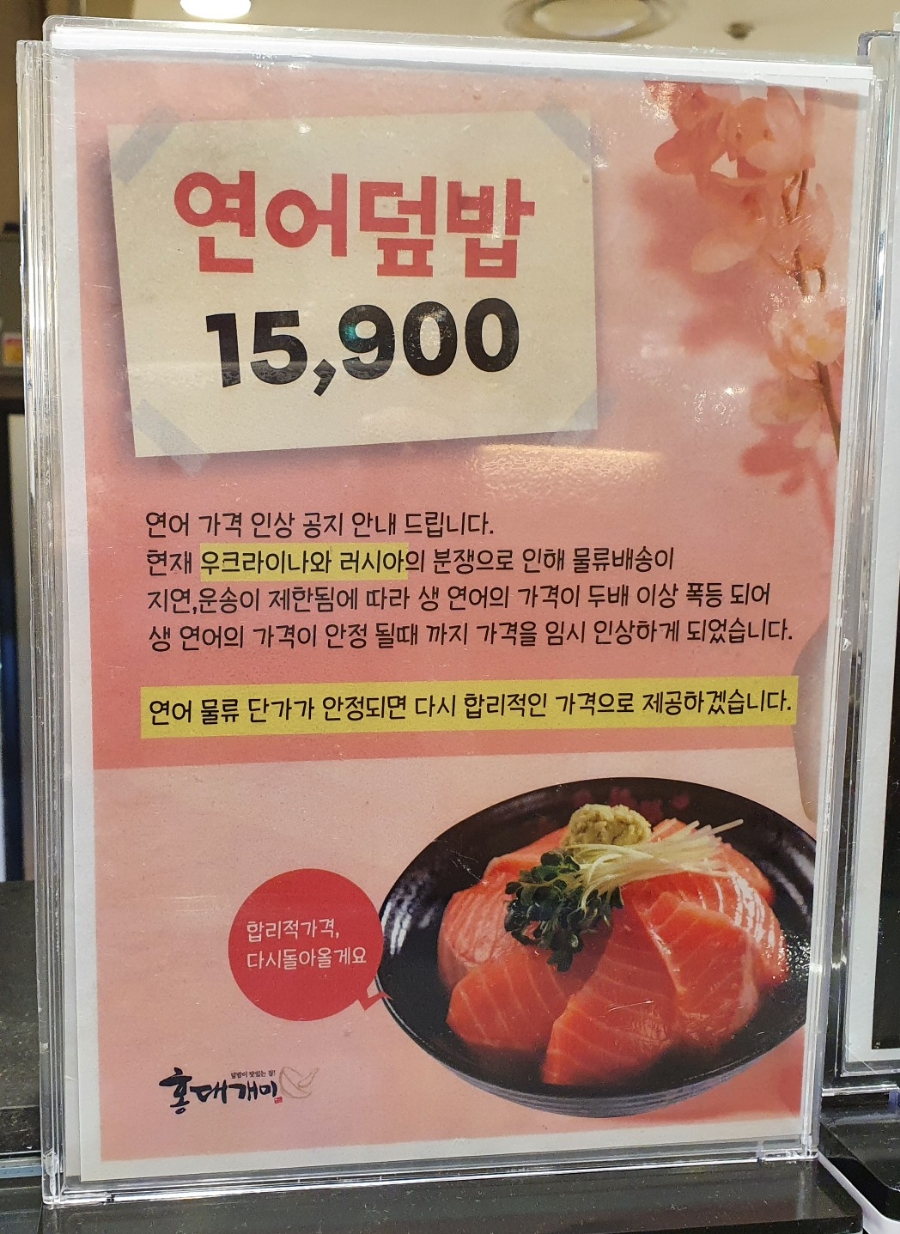 연어덮밥
15,900
연어 가격 인상 공지 안내 드립니다.
현재 우크라이나와 러시아의 분쟁으로 인해 물류배송이
지연,운송이 제한됨에 따라 생 연어의 가격이 두배 이상 폭등 되어
생 연어의 가격이 안정 될때 까지 가격을 임시 인상하게 되었습니다.
연어 물류 단가가 안정되면 다시 합리적인 가격으로 제공하겠습니다.
합리적가격,
다시돌아올게요
덮밥이 맛있는 집!
홍대개미